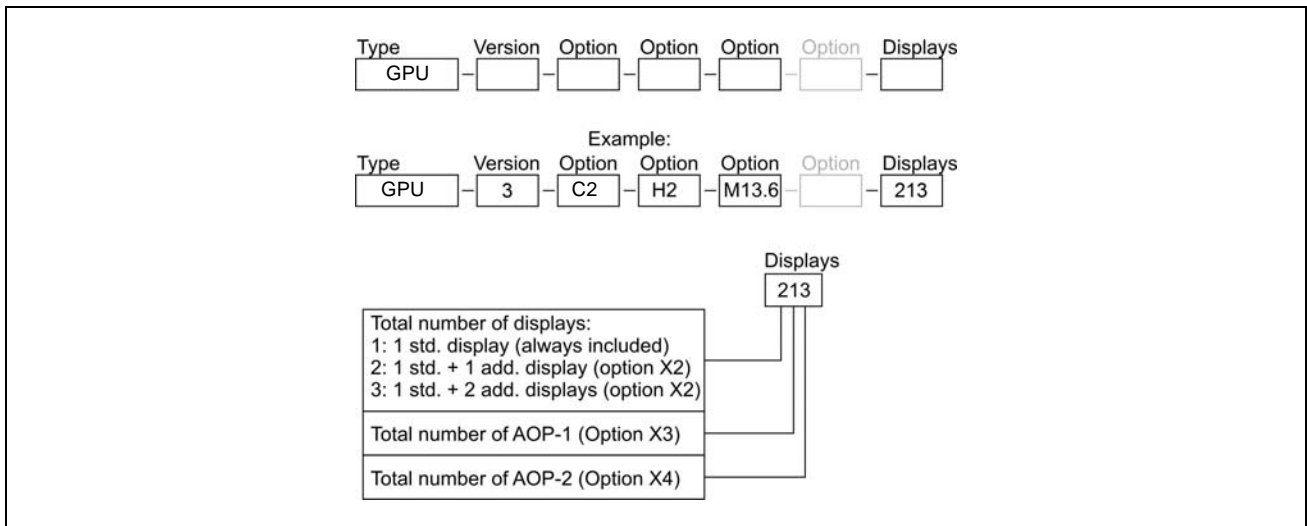 Type Version Option Option Option Option Displays
GPU – – – – – –
Example:
Type Version Option Option Option Option Displays
GPU – 3 – C2 – H2 – M13.6 – – 213
Displays
213
Total number of displays:
1: 1 std. display (always included)
2: 1 std. + 1 add. display (option X2)
3: 1 std. + 2 add. displays (option X2)
Total number of AOP-1 (Option X3)
Total number of AOP-2 (Option X4)